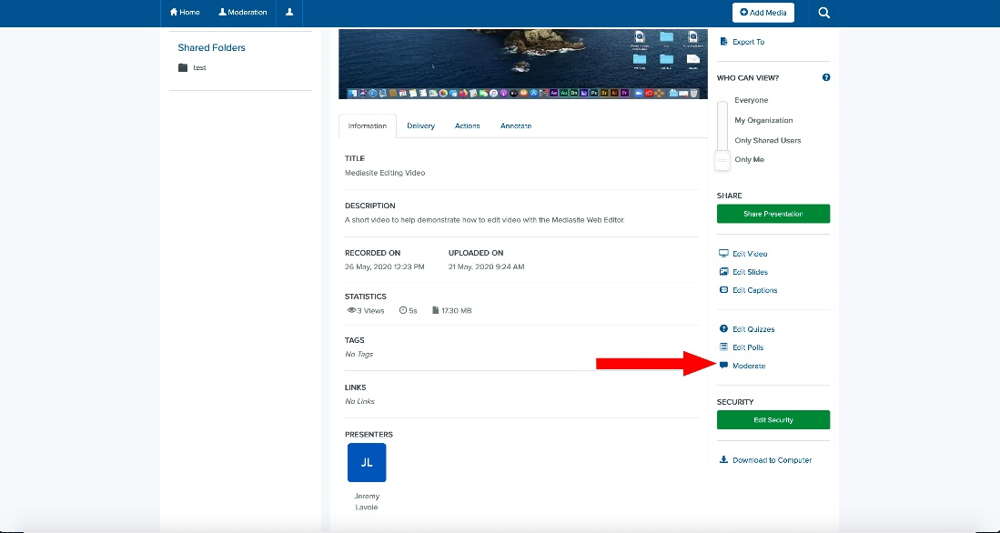 Home
Moderation
Add Media
Shared Folders
test
Information
Delivery
Actions
Annotate
TITLE
Mediasite Editing Video
DESCRIPTION
A short video to help demonstrate how to edit video with the Mediasite Web Editor.
RECORDED ON
UPLOADED ON
26 May, 2020 12:23 PM
21 May, 2020 9:24 AM
STATISTICS
3 Views
5s
17.30 MB
TAGS
No Tags
LINKS
No Links
PRESENTERS
JL
Jeremy
Lavoie
Export To
WHO CAN VIEW?
Everyone
My Organization
Only Shared Users
Only Me
SHARE
Share Presentation
Edit Video
Edit Slides
Edit Captions
Edit Quizzes
Edit Polls
Moderate
SECURITY
Edit Security
Download to Computer